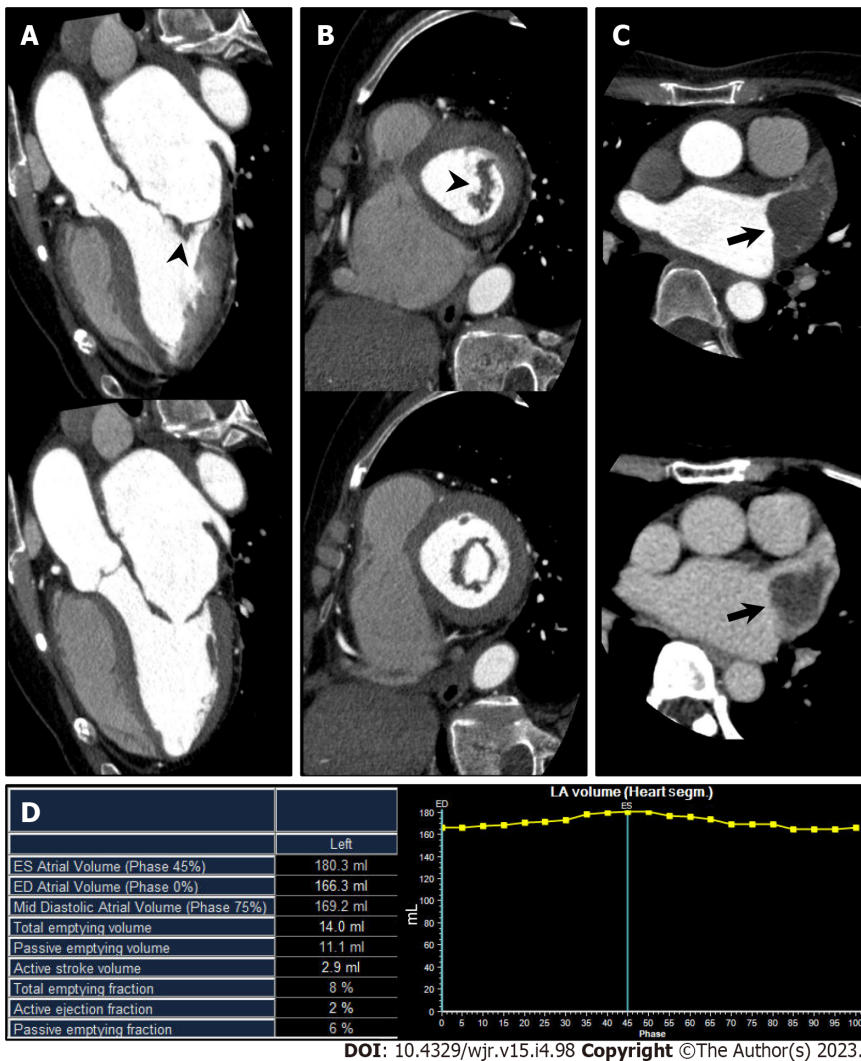 A
B
C
D
Left
ES Atrial Volume (Phase 45%) 180.3 ml
ED Atrial Volume (Phase 0%) 166.3 ml
Mid Diastolic Atrial Volume (Phase 75%) 169.2 ml
Total emptying volume 14.0 ml
Passive emptying volume 11.1 ml
Active stroke volume 2.9 ml
Total emptying fraction 8 %
Active ejection fraction 2 %
Passive emptying fraction 6 %
LA volume (Heart segm.)
ED ES
180
160
140
120
100
80
60
40
20
0
mL
0 5 10 15 20 25 30 35 40 45 50 55 60 65 70 75 80 85 90 95 100
Phase
DOI: 10.4329/wjr.v15.i4.98 Copyright ©The Author(s) 2023.